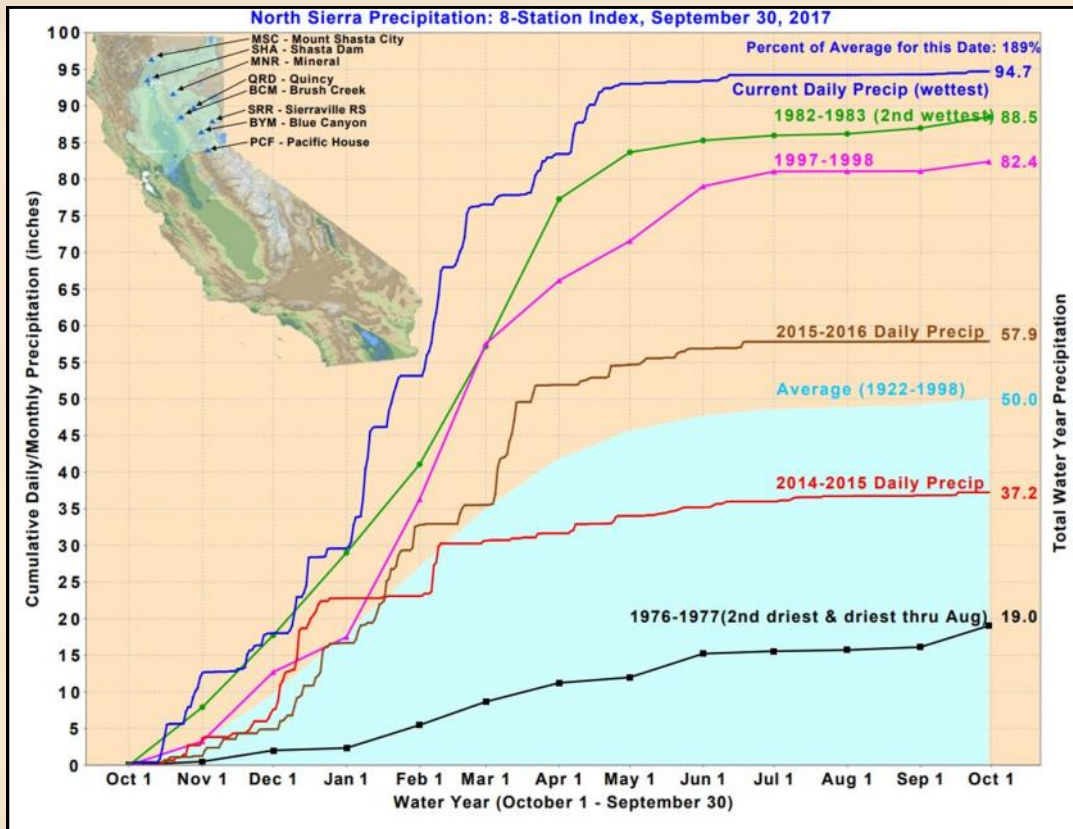 North Sierra Precipitation: 8-Station Index, September 30, 2017
MSC - Mount Shasta City
SHA - Shasta Dam
MNR - Mineral
QRD - Quincy
BCM - Brush Creek
SRR - Sierraville RS
BYM - Blue Canyon
PCF - Pacific House
Percent of Average for this Date: 189%
94.7
Current Daily Precip (wettest)
1982-1983 (2nd wettest) 88.5
1997-1998 82.4
2015-2016 Daily Precip 57.9
Average (1922-1998) 50.0
2014-2015 Daily Precip 37.2
1976-1977(2nd driest & driest thru Aug) 19.0
Cumulative Daily/Monthly Precipitation (inches)
100
95
90
85
80
75
70
65
60
55
50
45
40
35
30
25
20
15
10
5
0
Total Water Year Precipitation
Oct 1 Nov 1 Dec 1 Jan 1 Feb 1 Mar 1 Apr 1 May 1 Jun 1 Jul 1 Aug 1 Sep 1 Oct 1
Water Year (October 1 - September 30)